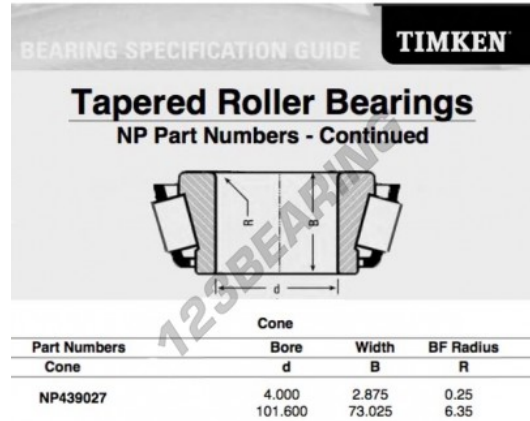 BEARING SPECIFICATION GUIDE
TIMKEN
Tapered Roller Bearings
NP Part Numbers - Continued
R
B
d
123BEARING
Cone
Part Numbers Bore Width BF Radius
Cone d B R
NP439027 4.000 2.875 0.25
101.600 73.025 6.35